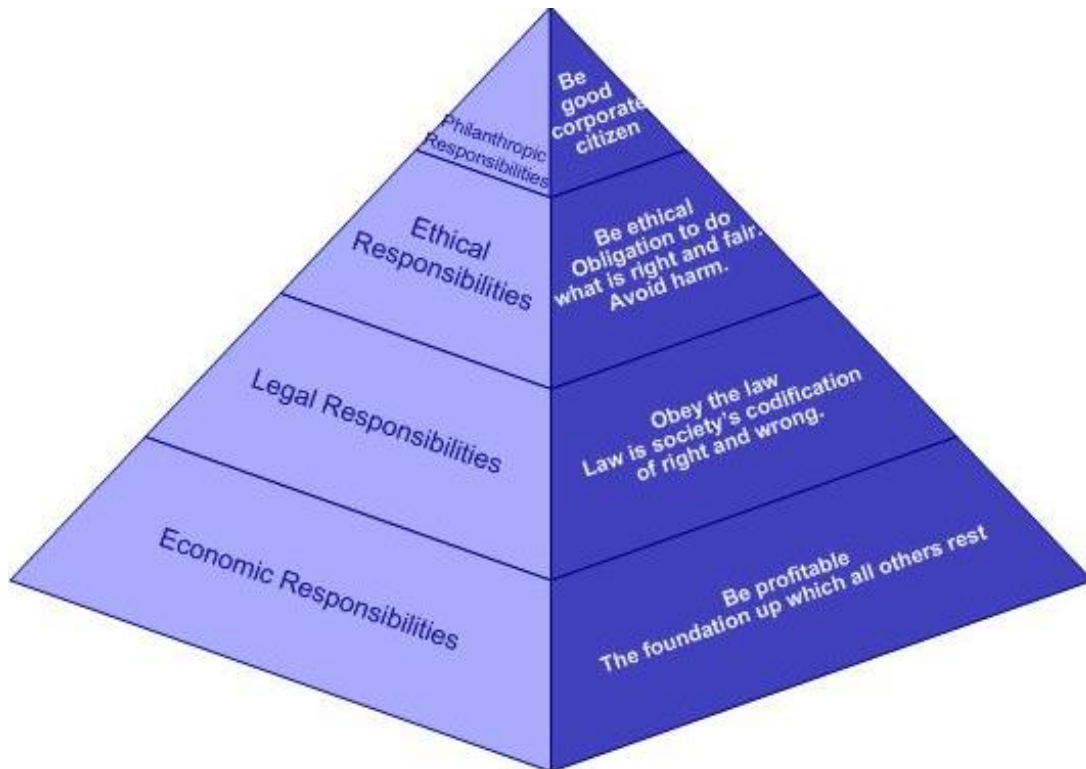 Philanthropic
Responsibilities
Be
good
corporate
citizen
Ethical
Responsibilities
Be ethical
Obligation to do
what is right and fair.
Avoid harm.
Legal Responsibilities
Obey the law
Law is society's codification
of right and wrong.
Economic Responsibilities
Be profitable
The foundation up which all others rest